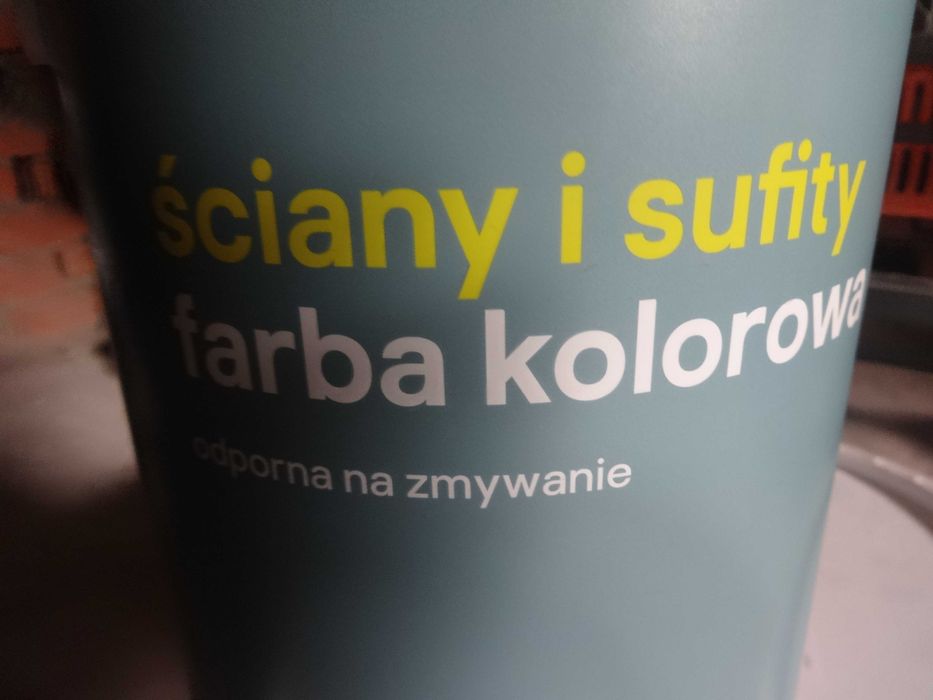 ściany i sufity
farba kolorowa
odporna na zmywanie